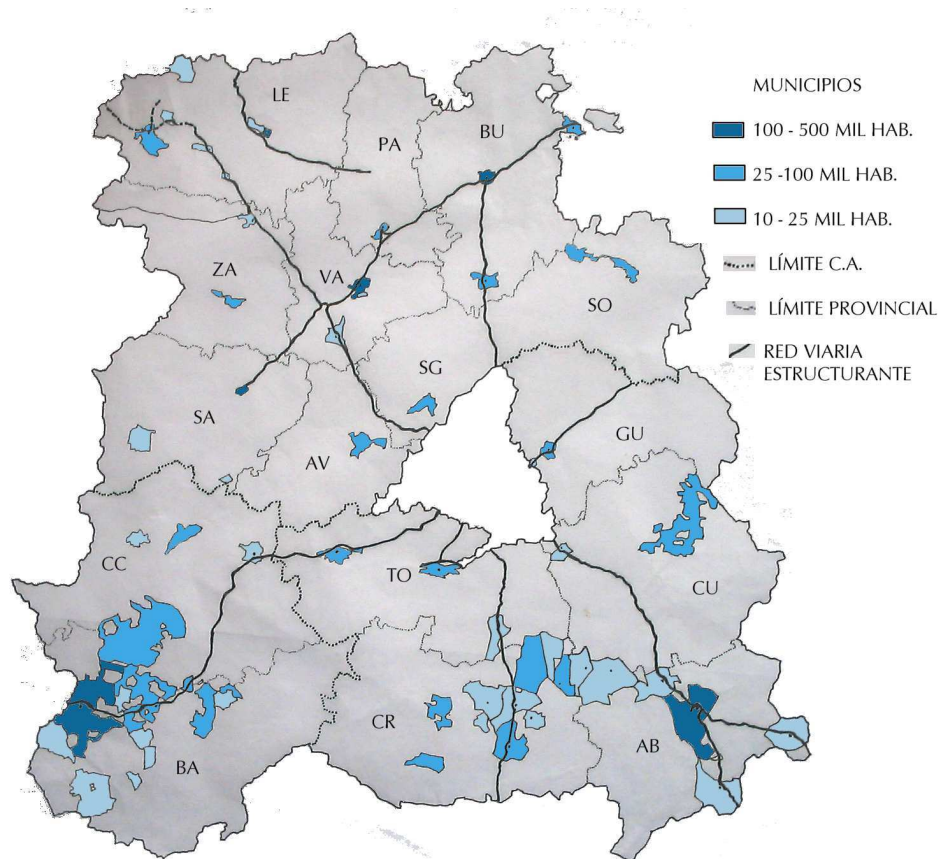 MUNICIPIOS
100 - 500 MIL HAB.
25 -100 MIL HAB.
10 - 25 MIL HAB.
LÍMITE C.A.
LÍMITE PROVINCIAL
RED VIARIA
ESTRUCTURANTE
LE
PA
BU
ZA
VA
SO
SG
SA
AV
GU
CC
TO
CU
CR
AB
BA